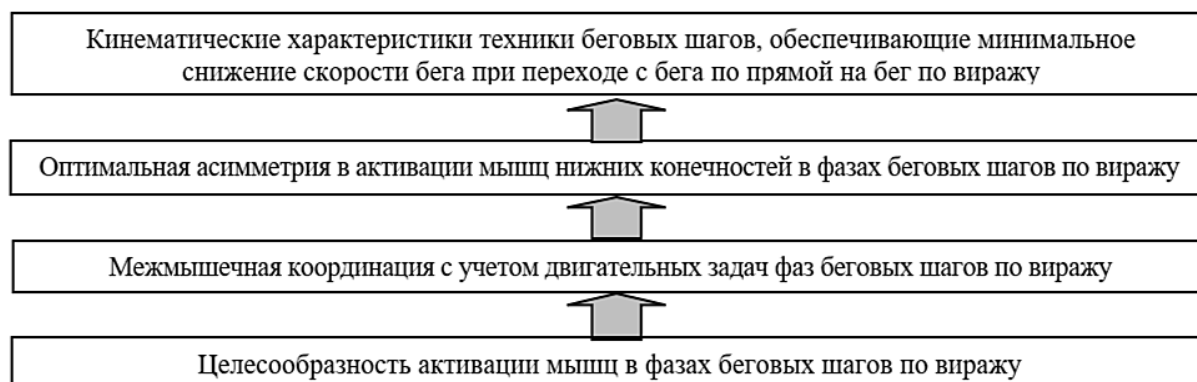 Кинематические характеристики техники беговых шагов, обеспечивающие минимальное
снижение скорости бега при переходе с бега по прямой на бег по виражу
Оптимальная асимметрия в активации мышц нижних конечностей в фазах беговых шагов по виражу
Межмышечная координация с учетом двигательных задач фаз беговых шагов по виражу
Целесообразность активации мышц в фазах беговых шагов по виражу